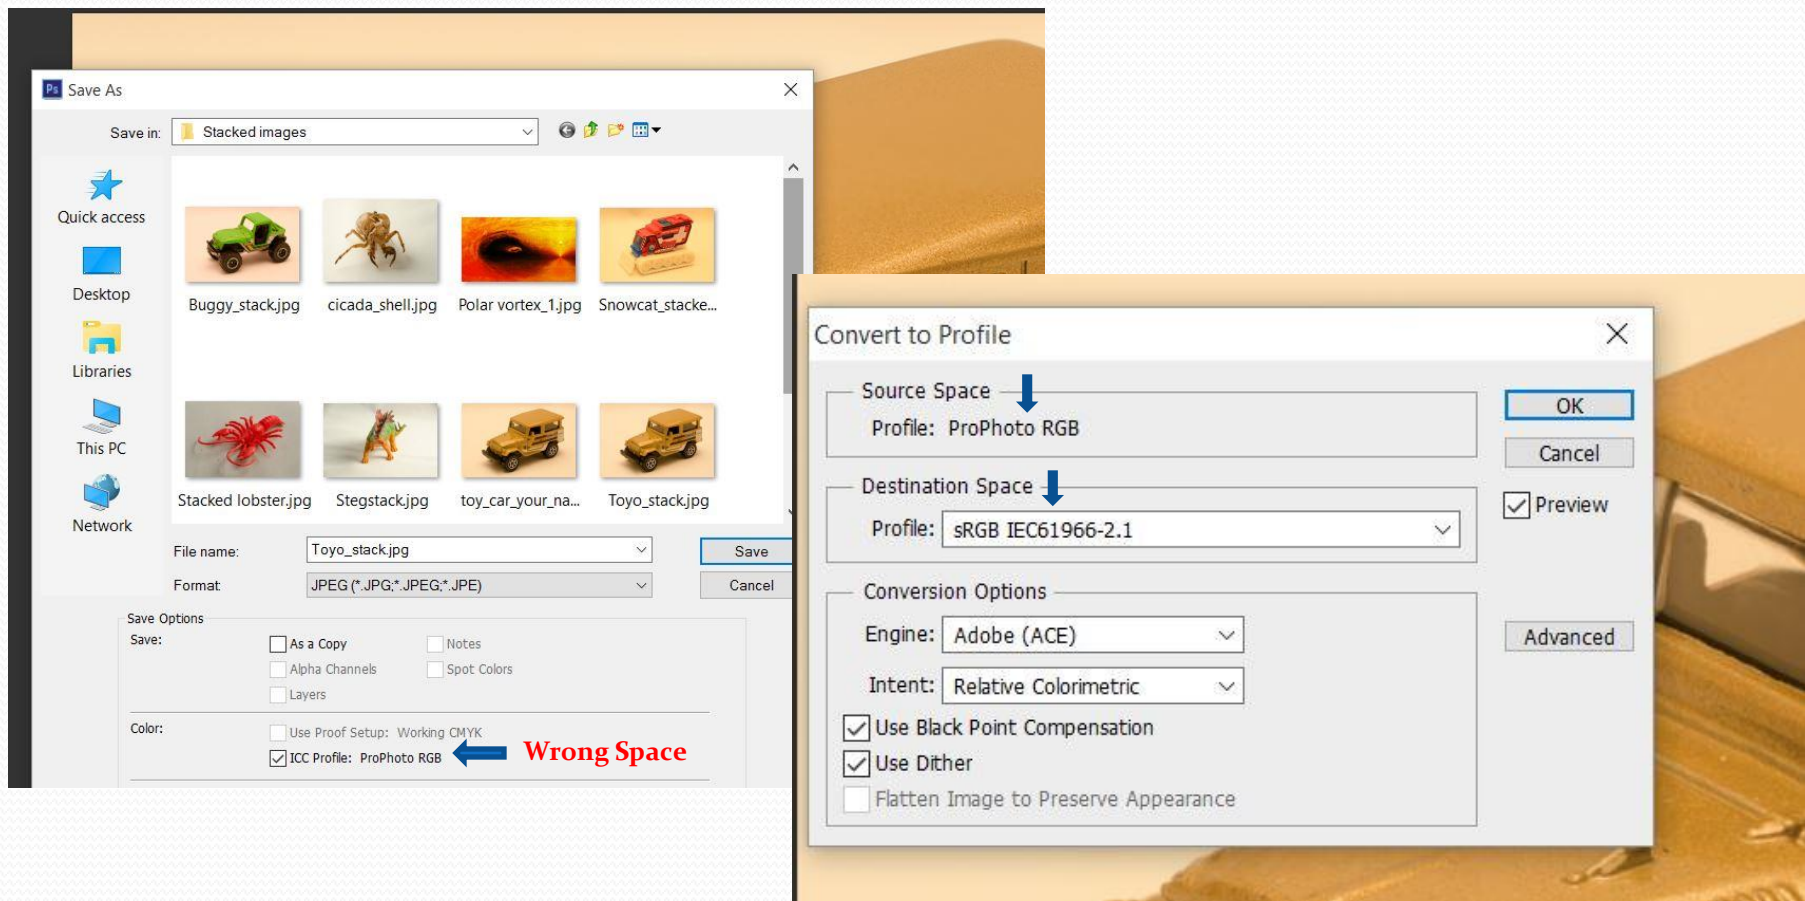 Ps Save As
Save in: Stacked images
Quick access
Desktop
Libraries
This PC
Network
Buggy_stack.jpg cicada_shell.jpg Polar vortex_1.jpg Snowcat_stacke...
Stacked lobster.jpg Stegstack.jpg toy_car_your_na... Toyo_stack.jpg
File name: Toyo_stack.jpg Save
Format: JPEG (*.JPG;*.JPEG;*.JPE) Cancel
Save Options
Save: As a Copy Notes
Alpha Channels Spot Colors
Layers
Color: Use Proof Setup: Working CMYK
ICC Profile: ProPhoto RGB Wrong Space
Convert to Profile
Source Space
Profile: ProPhoto RGB
OK
Cancel
Destination Space
Profile: sRGB IEC61966-2.1
Preview
Conversion Options
Engine: Adobe (ACE)
Advanced
Intent: Relative Colorimetric
Use Black Point Compensation
Use Dither
Flatten Image to Preserve Appearance